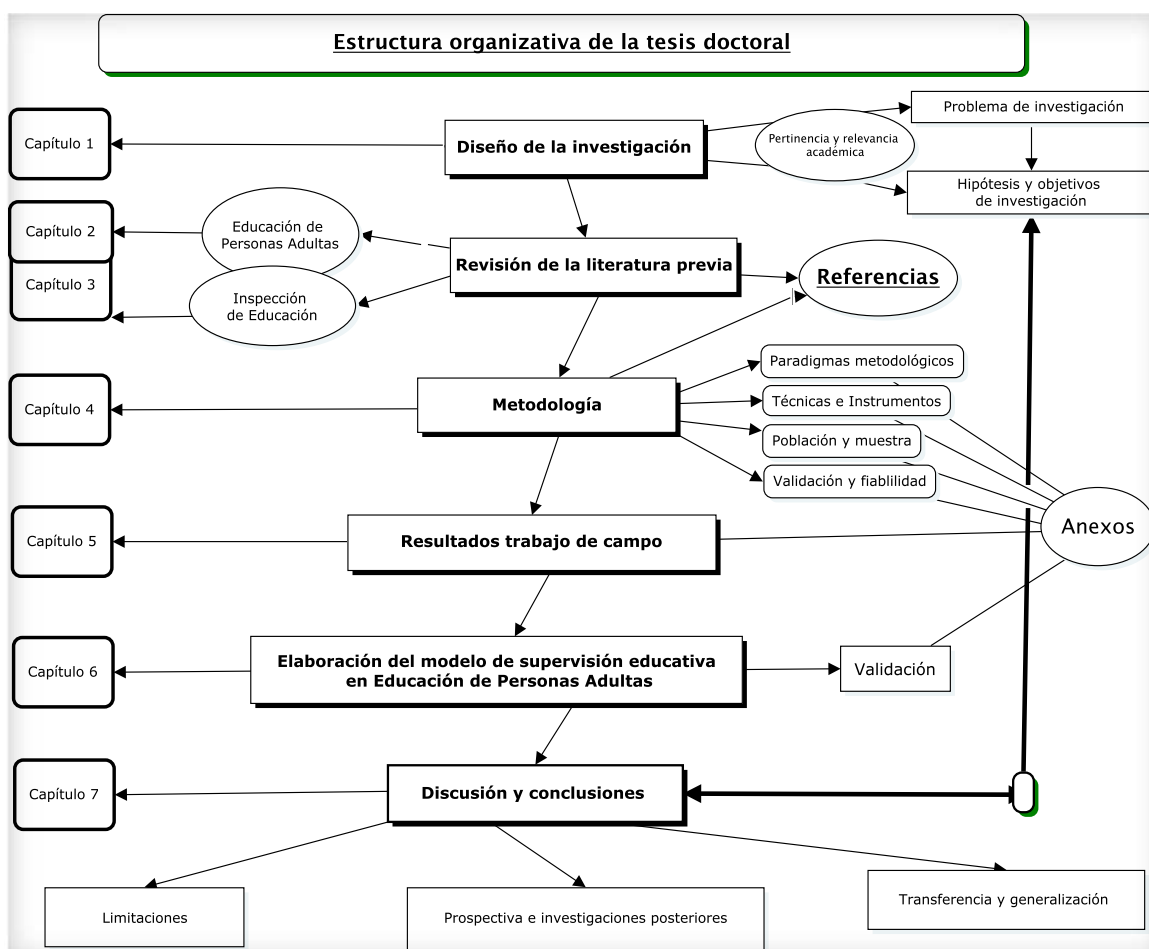 Estructura organizativa de la tesis doctoral
Problema de investigación
Capítulo 1
Diseño de la investigación
Pertinencia y relevancia
académica
Hipótesis y objetivos
de investigación
Capítulo 2
Educación de
Personas Adultas
Revisión de la literatura previa
Referencias
Capítulo 3
Inspección
de Educación
Paradigmas metodológicos
Capítulo 4
Metodología
Técnicas e Instrumentos
Población y muestra
Validación y fiablilidad
Anexos
Capítulo 5
Resultados trabajo de campo
Capítulo 6
Elaboración del modelo de supervisión educativa
en Educación de Personas Adultas
Validación
Capítulo 7
Discusión y conclusiones
Limitaciones
Prospectiva e investigaciones posteriores
Transferencia y generalización